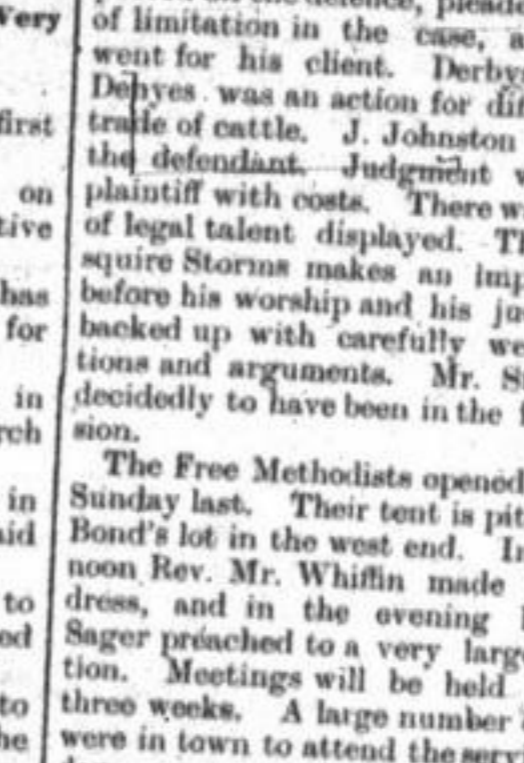 Very
first
on
tive
has
for
in
rch
in
aid
to
ed
to
he
of limitation in the case, a
went for his client. Derby
Denyes was an action for dif
trade of cattle. J. Johnston
the defendant. Judgment
plaintiff with costs. There w
of legal talent displayed. Th
squire Storms makes an imp
before his worship and his ju
backed up with carefully we
tions and arguments. Mr. S
decidedly to have been in the
sion.
The Free Methodists opened
Sunday last. Their tent is pit
Bond's lot in the west end. In
noon Rev. Mr. Whiffin made
dress, and in the evening
Sager preached to a very large
tion. Meetings will be held
three weeks. A large number
were in town to attend the serv